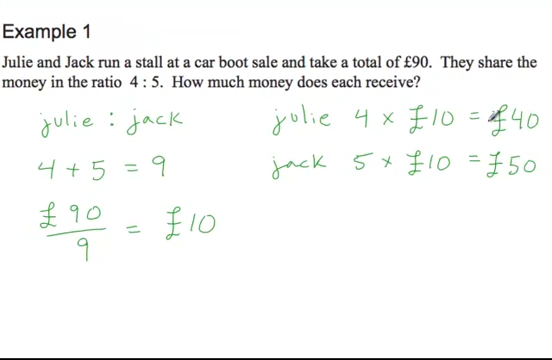 Example 1
Julie and Jack run a stall at a car boot sale and take a total of £90. They share the
money in the ratio 4 : 5. How much money does each receive?
julie : jack
4 + 5 = 9
£90
9
= £10
julie 4 × £10 = £40
jack 5 × £10 = £50